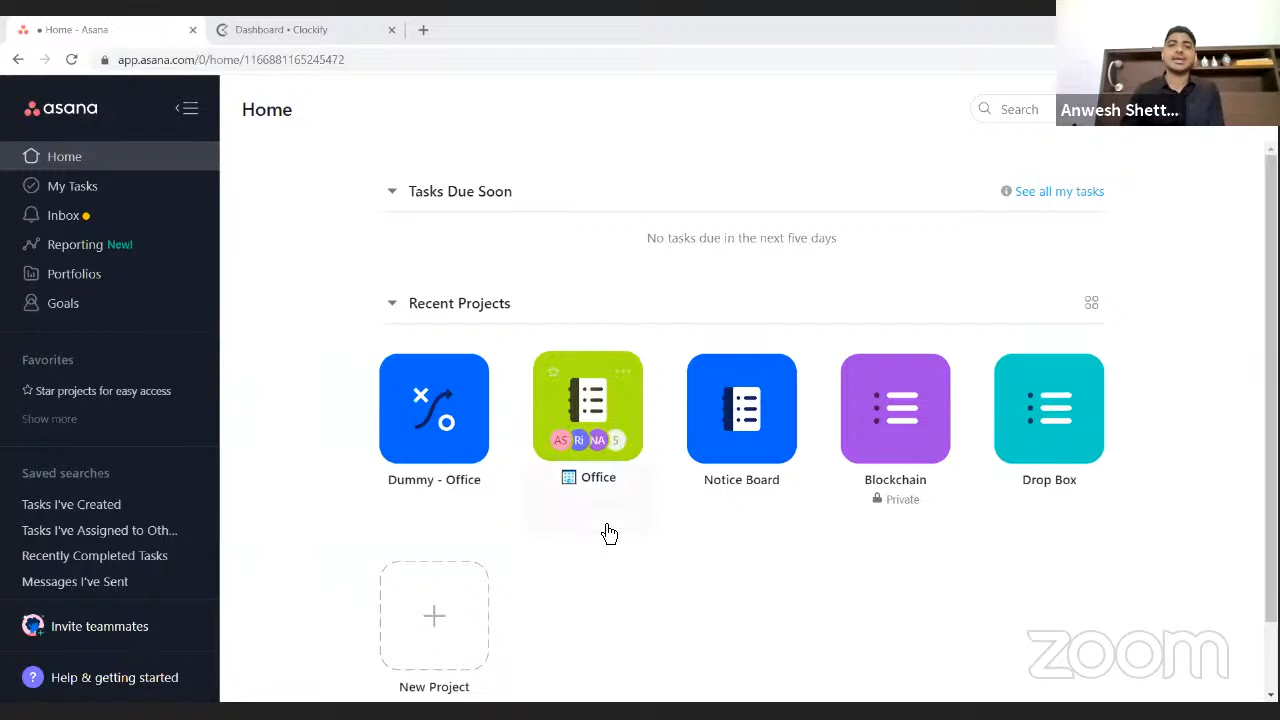 Home - Asana
Dashboard • Clockify
app.asana.com/0/home/1166881165245472
asana
Home
Search
Anwesh Shett...
Home
My Tasks
Inbox
Reporting New!
Portfolios
Goals
Favorites
Star projects for easy access
Show more
Saved searches
Tasks I've Created
Tasks I've Assigned to Oth...
Recently Completed Tasks
Messages I've Sent
Invite teammates
? Help & getting started
Tasks Due Soon
See all my tasks
No tasks due in the next five days
Recent Projects
AS Ri NA 5
Dummy - Office
Office
Notice Board
Blockchain
Private
Drop Box
New Project
zoom